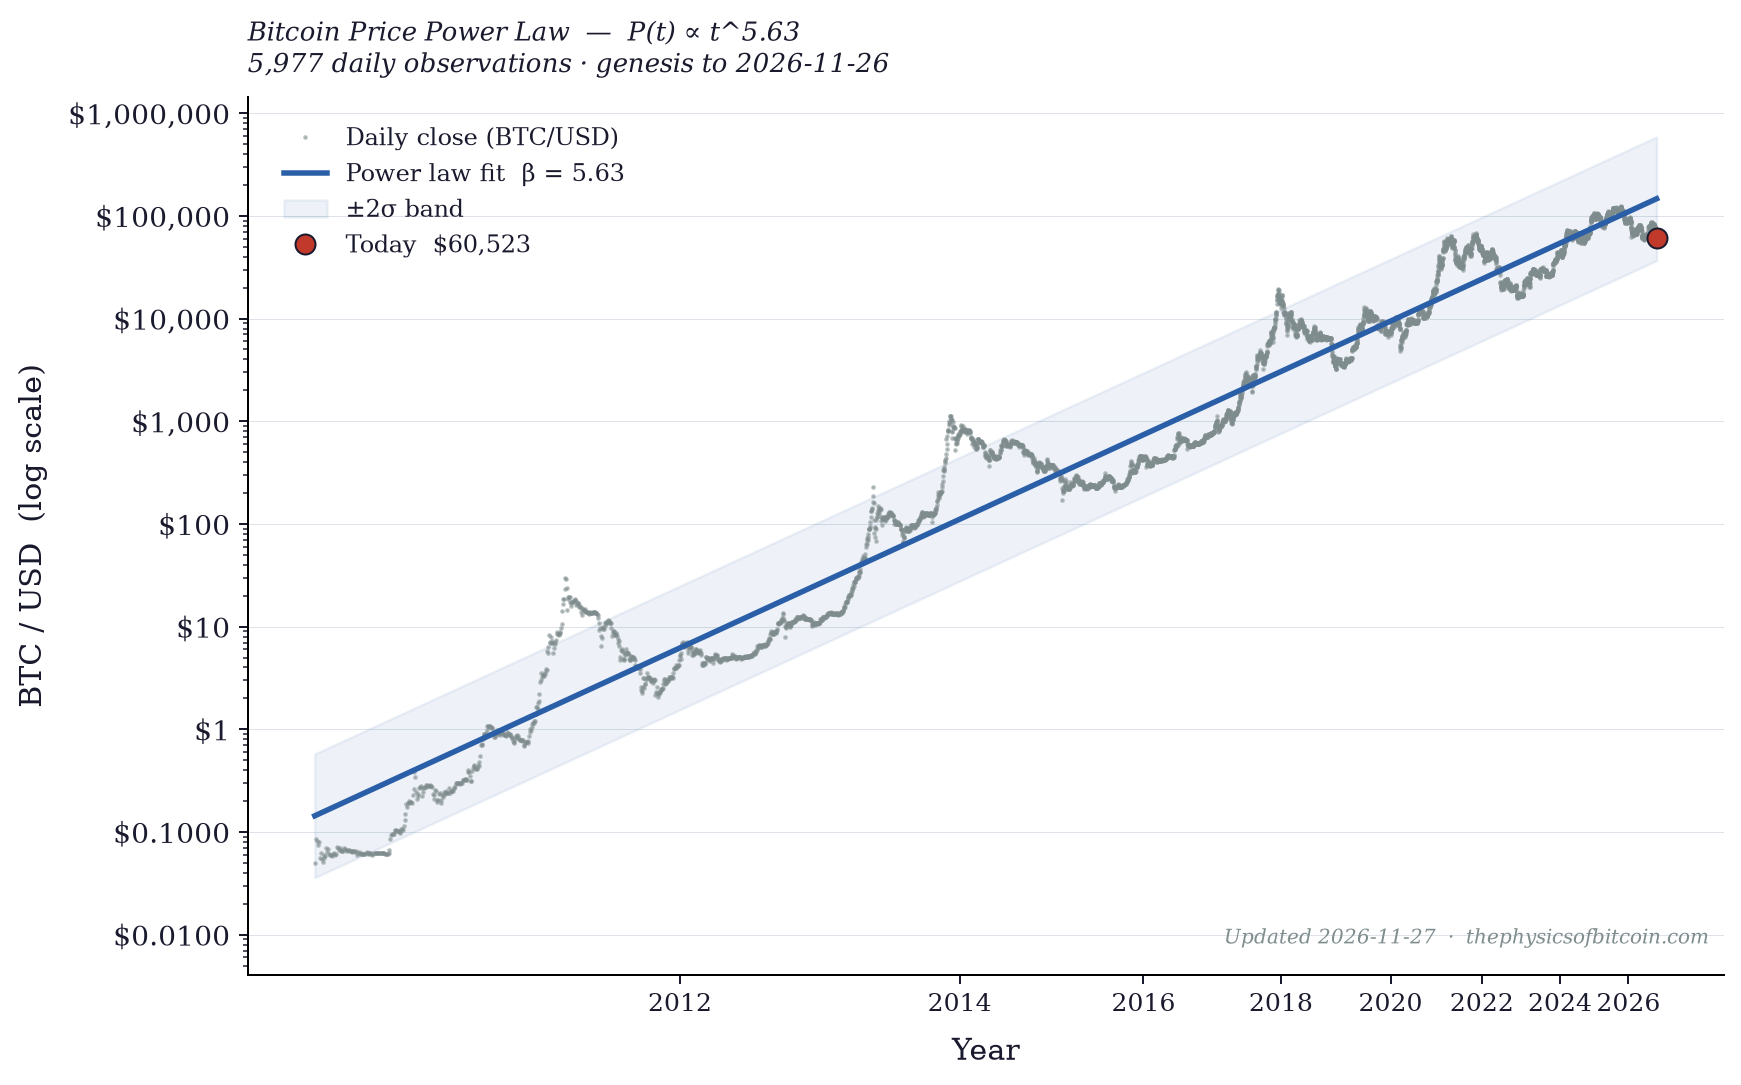 Bitcoin Price Power Law — P(t) ∝ t^5.63
5,977 daily observations · genesis to 2026-11-26
Daily close (BTC/USD)
Power law fit β = 5.63
±2σ band
Today $60,523
BTC / USD (log scale)
$1,000,000
$100,000
$10,000
$1,000
$100
$10
$1
$0.1000
$0.0100
Updated 2026-11-27 · thephysicsofbitcoin.com
2012 2014 2016 2018 2020 2022 2024 2026
Year